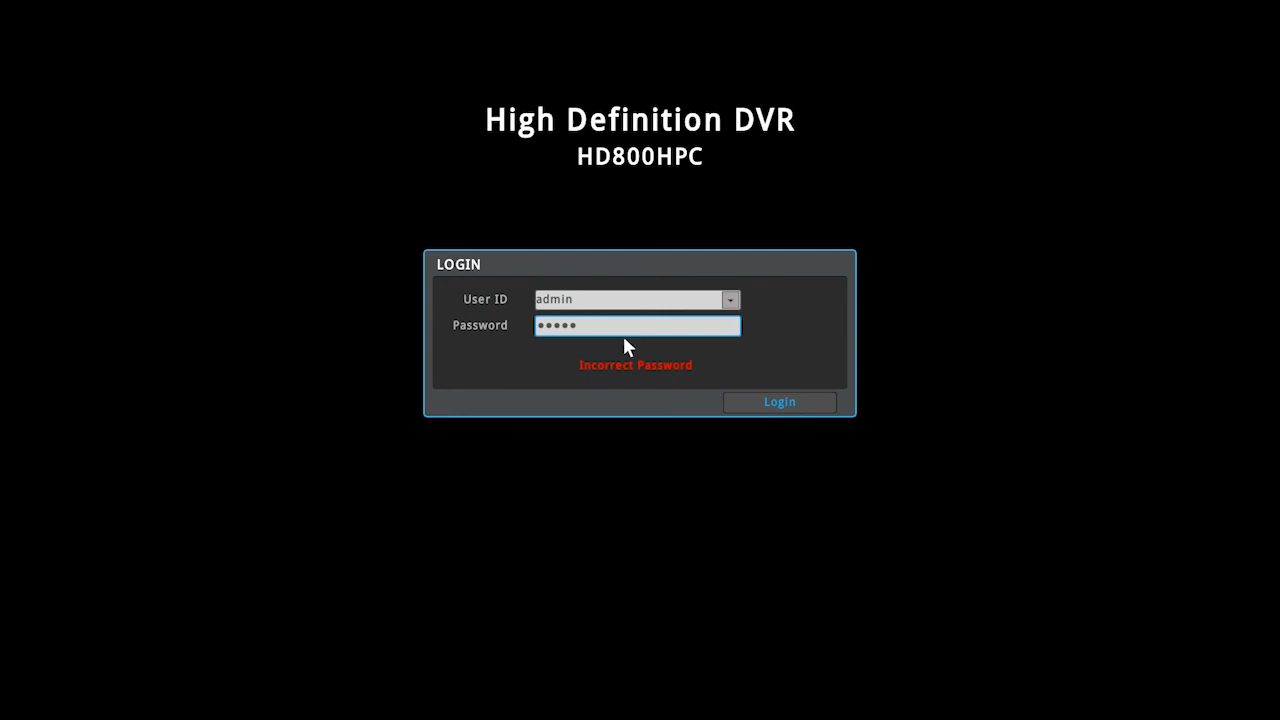 High Definition DVR
HD800HPC
LOGIN
User ID admin
Password •••••
Incorrect Password
Login